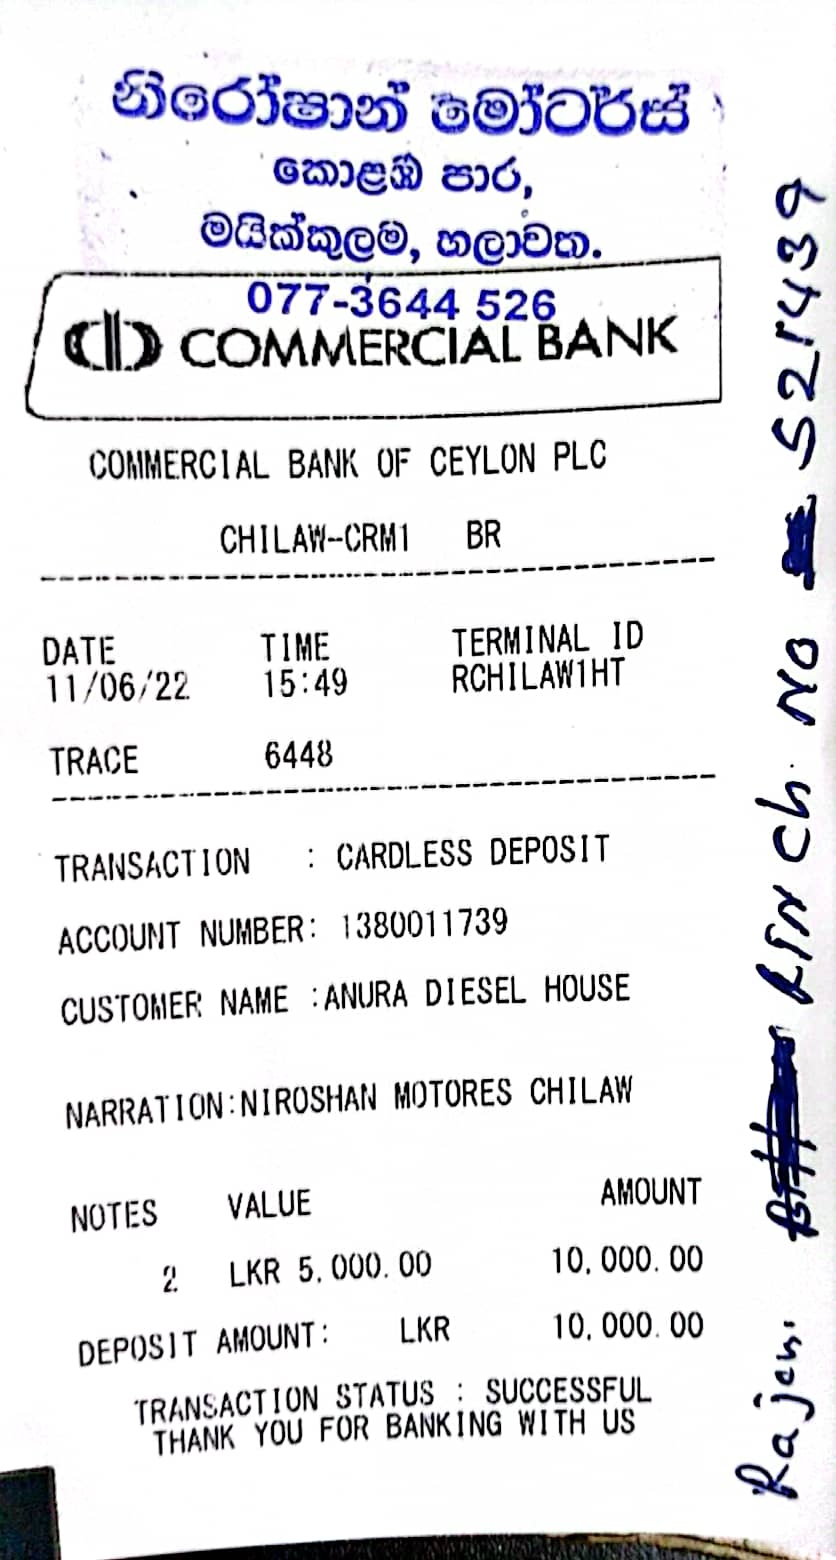 නිරෝෂාන් මෝටර්ස්
කොළඹ පාර,
මයික්කුලම, හලාවත.
077-3644 526
COMMERCIAL BANK
COMMERCIAL BANK OF CEYLON PLC
CHILAW-CRM1 BR
DATE TIME TERMINAL ID
11/06/22 15:49 RCHILAW1HT
TRACE 6448
TRANSACTION : CARDLESS DEPOSIT
ACCOUNT NUMBER: 1380011739
CUSTOMER NAME :ANURA DIESEL HOUSE
NARRATION:NIROSHAN MOTORES CHILAW
NOTES VALUE AMOUNT
2 LKR 5,000.00 10,000.00
DEPOSIT AMOUNT: LKR 10,000.00
TRANSACTION STATUS : SUCCESSFUL
THANK YOU FOR BANKING WITH US
Rajen. Ch. No 521439